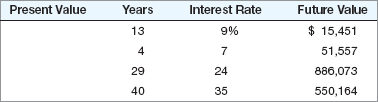 Present Value Years Interest Rate Future Value
13 9% $ 15,451
4 7 51,557
29 24 886,073
40 35 550,164